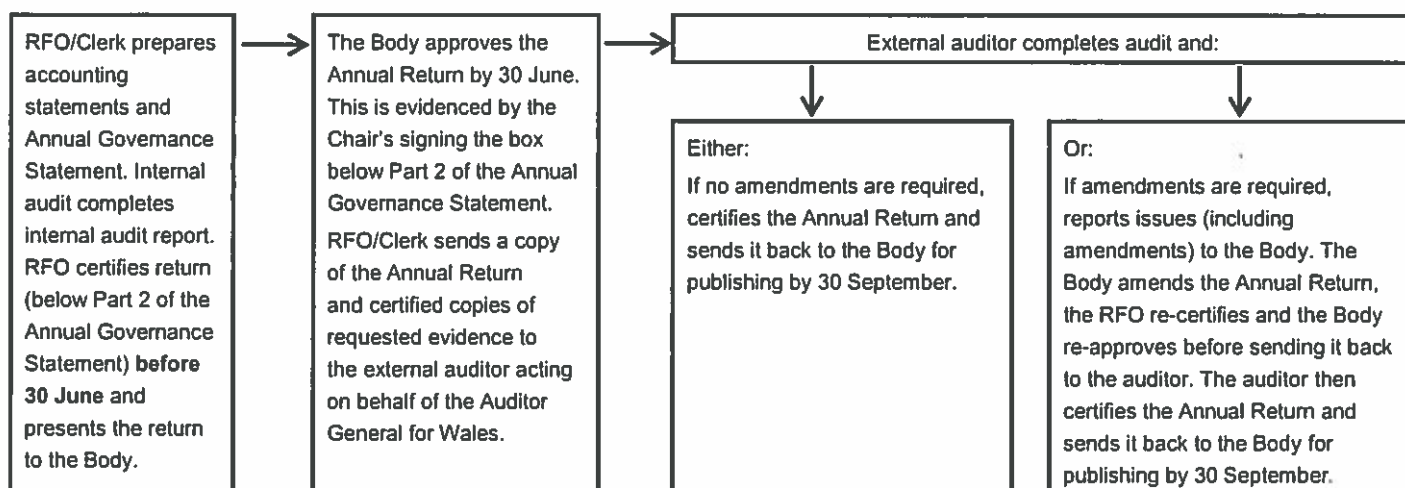 RFO/Clerk prepares
accounting
statements and
Annual Governance
Statement. Internal
audit completes
internal audit report.
RFO certifies return
(below Part 2 of the
Annual Governance
Statement) before
30 June and
presents the return
to the Body.
The Body approves the
Annual Return by 30 June.
This is evidenced by the
Chair's signing the box
below Part 2 of the Annual
Governance Statement.
RFO/Clerk sends a copy
of the Annual Return
and certified copies of
requested evidence to
the external auditor acting
on behalf of the Auditor
General for Wales.
External auditor completes audit and:
Either:
If no amendments are required,
certifies the Annual Return and
sends it back to the Body for
publishing by 30 September.
Or:
If amendments are required,
reports issues (including
amendments) to the Body. The
Body amends the Annual Return,
the RFO re-certifies and the Body
re-approves before sending it back
to the auditor. The auditor then
certifies the Annual Return and
sends it back to the Body for
publishing by 30 September.